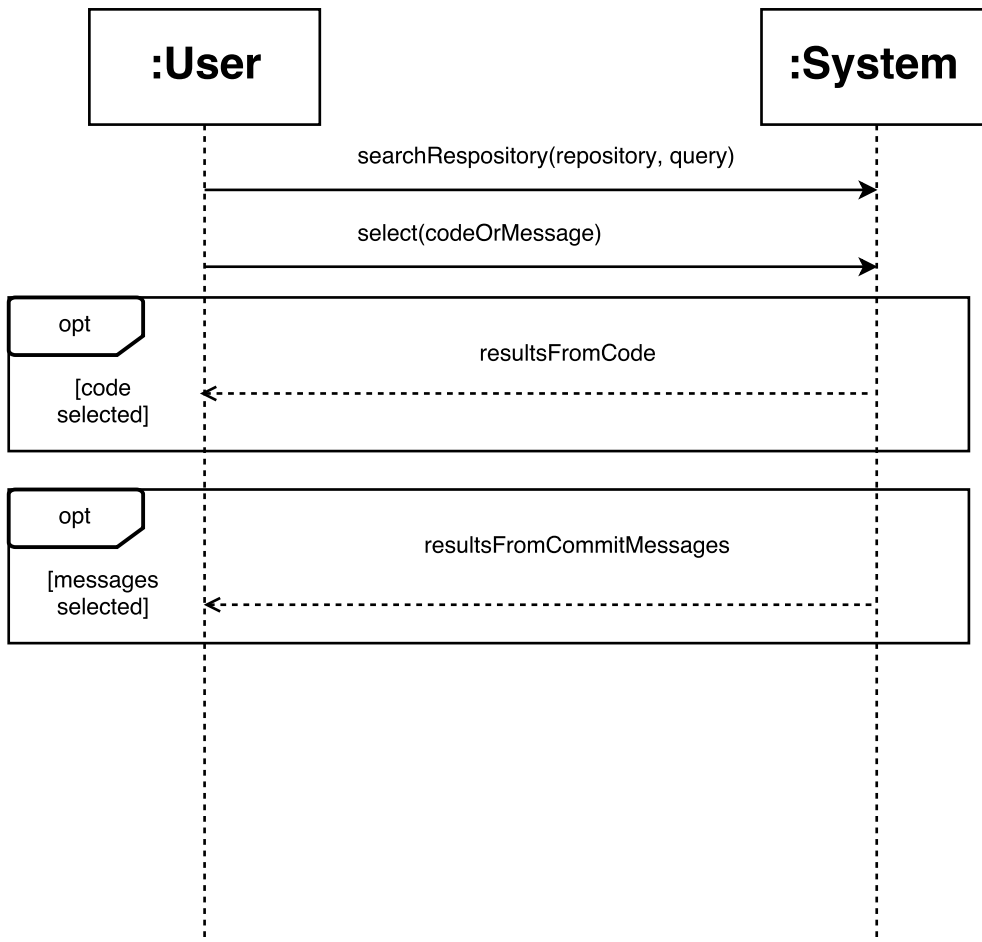 :User
:System
searchRespository(repository, query)
select(codeOrMessage)
opt
resultsFromCode
[code
selected]
opt
resultsFromCommitMessages
[messages
selected]